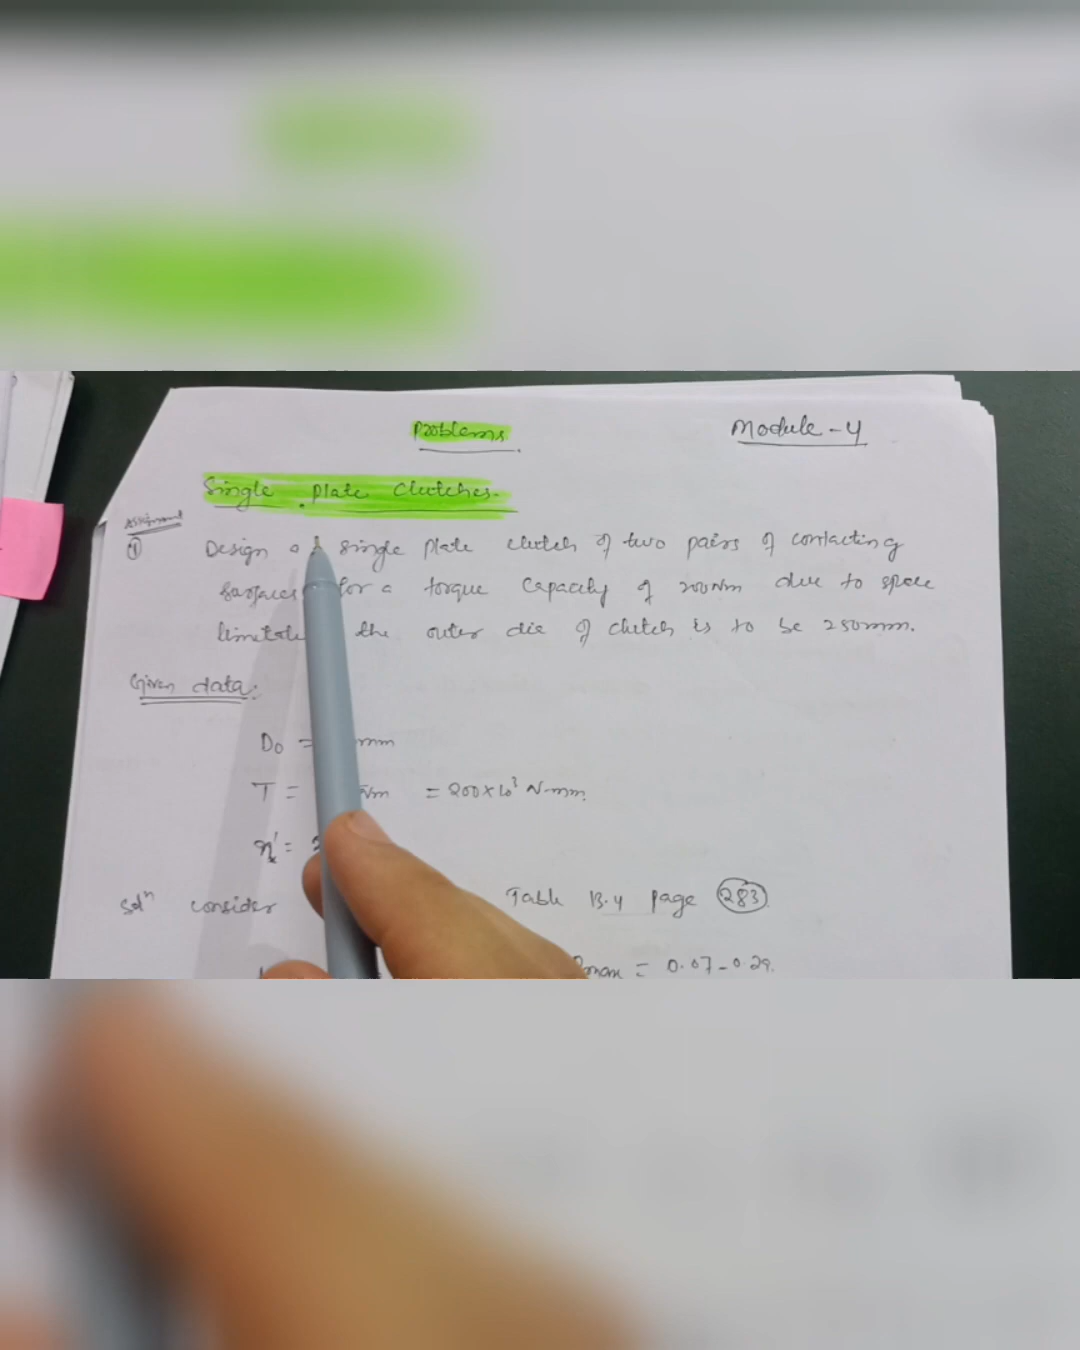 Problems
Module-4
Single plate Clutches.
Assignment
① Design a single plate clutch of two pairs of contacting
surfaces for a torque capacity of 200Nm due to space
the outer die of clutch is to be 250mm.
Given data:
Do = mm
T = Nm = 200×10³ N-mm.
Solⁿ consider Table 13.4 page 283
= 0.07-0.29.